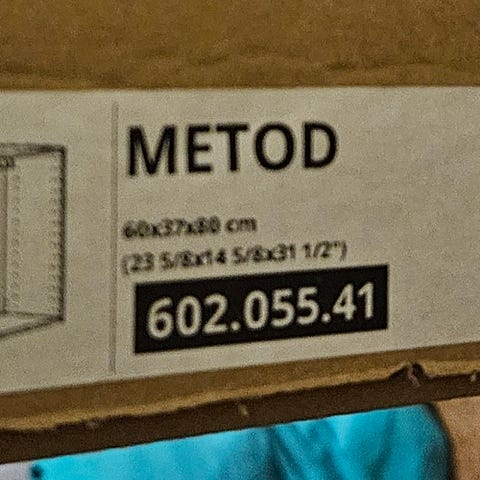 METOD
60x37x80 cm
(23 5/8x14 5/8x31 1/2")
602.055.41